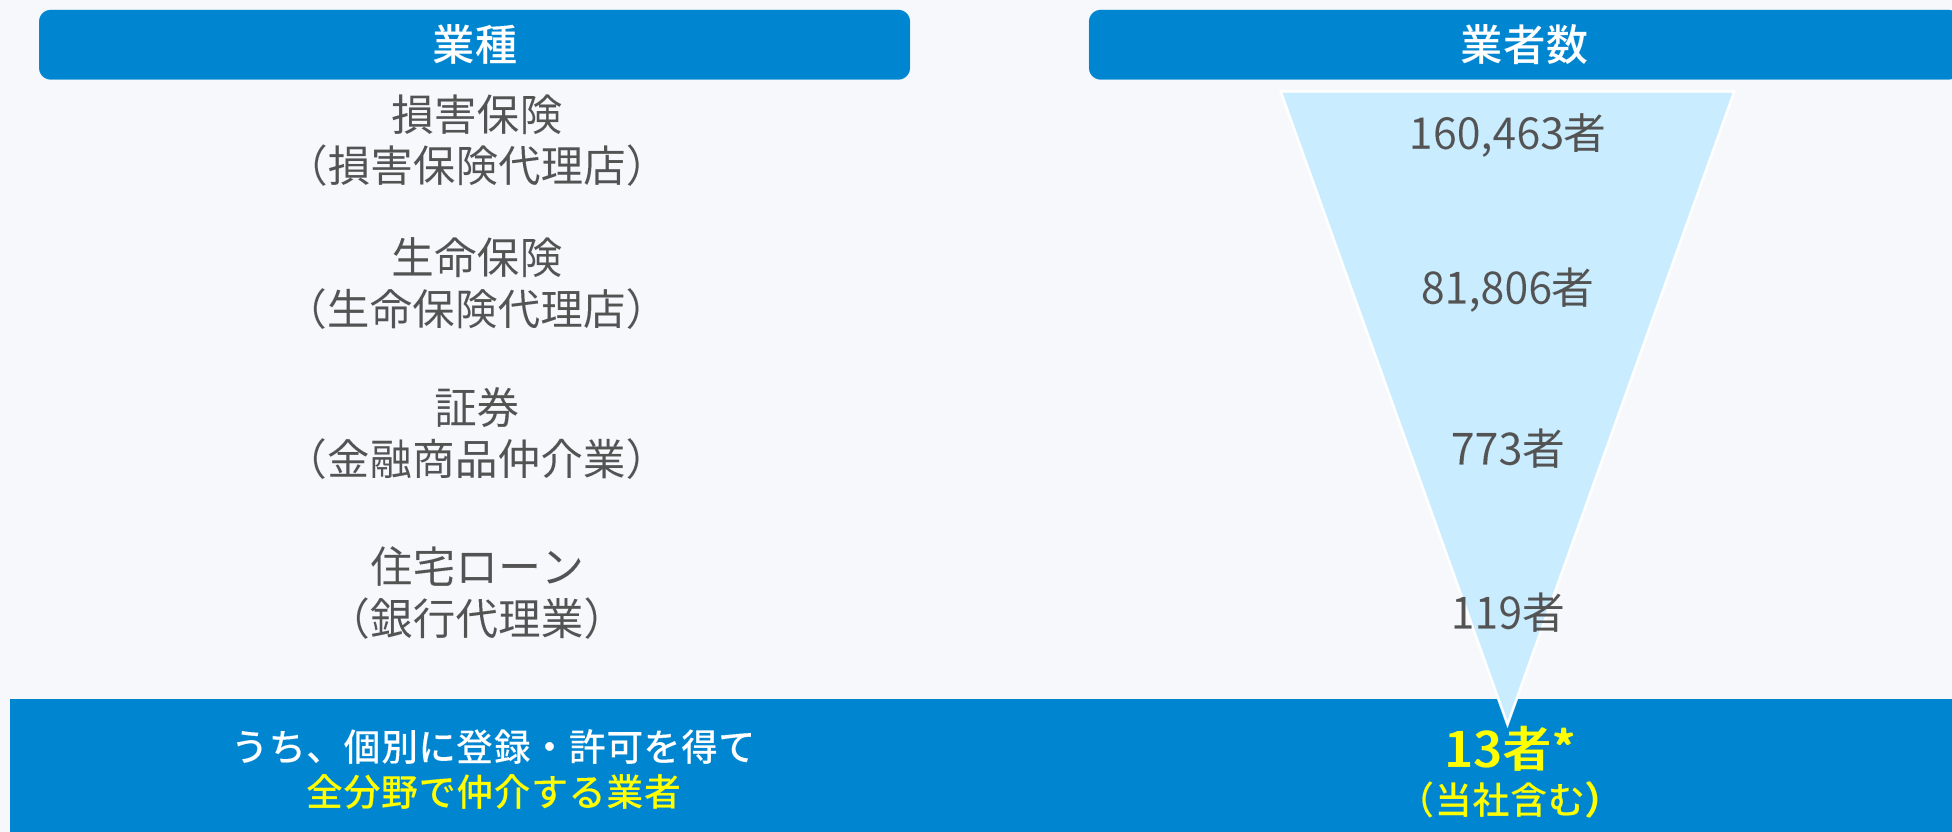 業種
業者数
損害保険
（損害保険代理店）
160,463者
生命保険
（生命保険代理店）
81,806者
証券
（金融商品仲介業）
773者
住宅ローン
（銀行代理業）
119者
うち、個別に登録・許可を得て
全分野で仲介する業者
13者*
（当社含む）